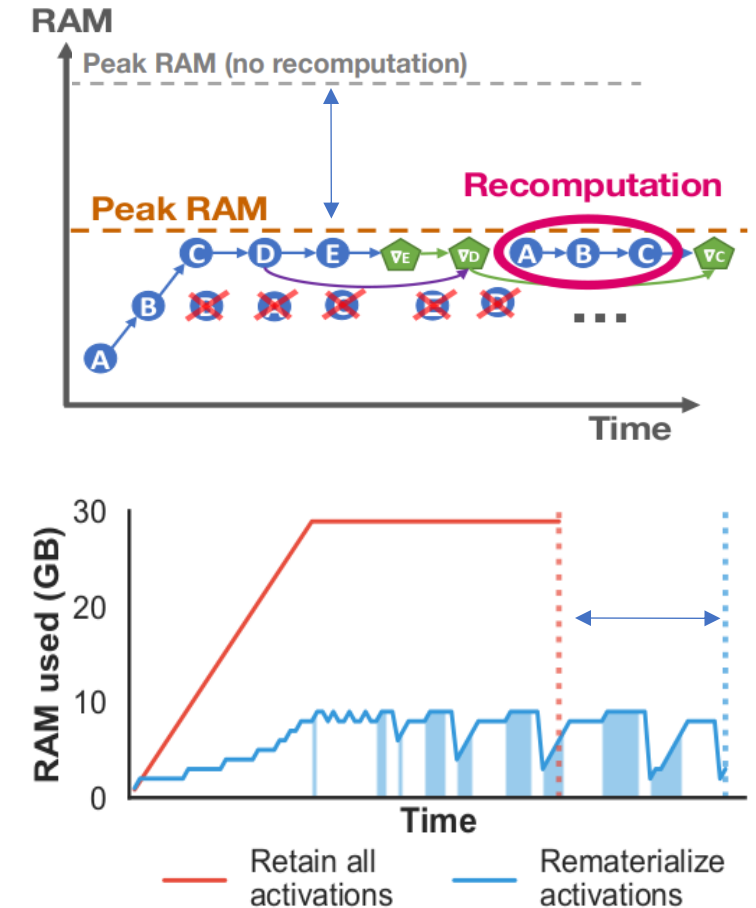 RAM
Peak RAM (no recomputation)
Recomputation
Peak RAM
C D E ∇E ∇D A B C ∇C
B
...
A
Time
30
20
10
0
RAM used (GB)
Time
Retain all
activations
Rematerialize
activations